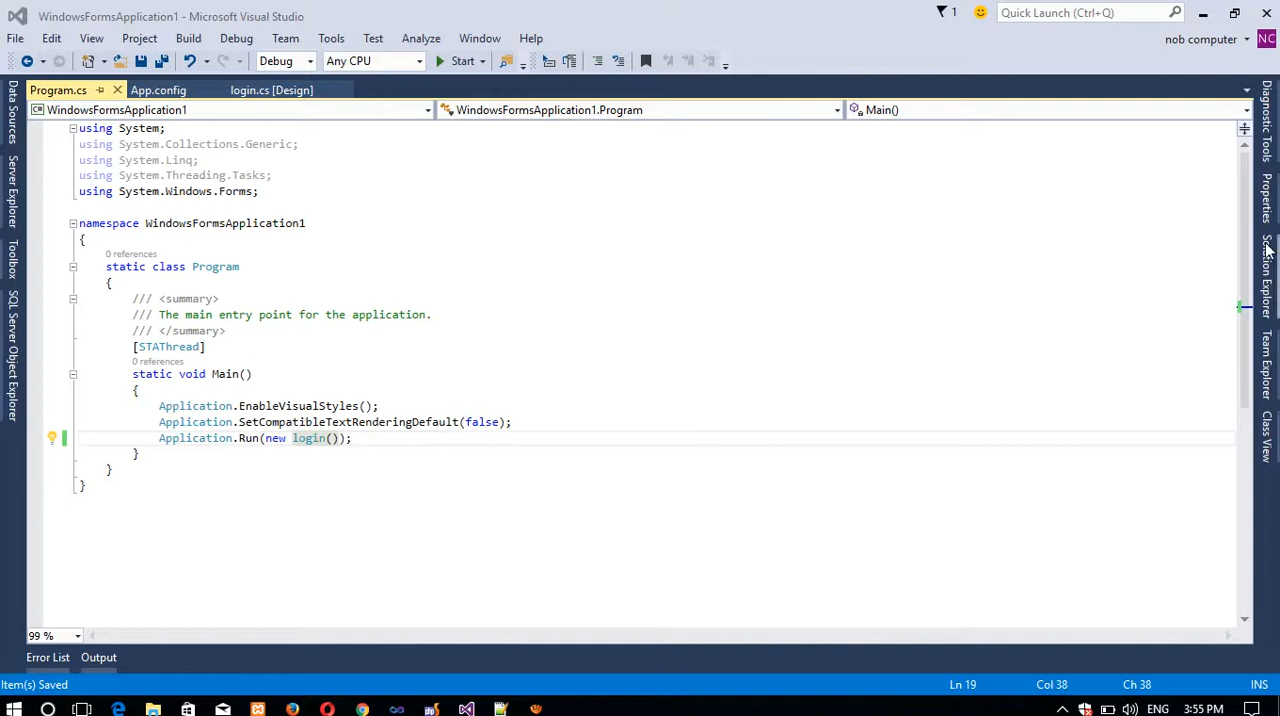 WindowsFormsApplication1 - Microsoft Visual Studio
1
Quick Launch (Ctrl+Q)
File Edit View Project Build Debug Team Tools Test Analyze Window Help
nob computer
NC
Debug Any CPU Start
Program.cs App.config login.cs [Design]
WindowsFormsApplication1 WindowsFormsApplication1.Program Main()
Data Sources
Server Explorer
Toolbox
SQL Server Object Explorer
using System;
using System.Collections.Generic;
using System.Linq;
using System.Threading.Tasks;
using System.Windows.Forms;
namespace WindowsFormsApplication1
{
0 references
static class Program
{
/// <summary>
/// The main entry point for the application.
/// </summary>
[STAThread]
0 references
static void Main()
{
Application.EnableVisualStyles();
Application.SetCompatibleTextRenderingDefault(false);
Application.Run(new login());
}
}
}
Diagnostic Tools
Properties
Solution Explorer
Team Explorer
Class View
99 %
Error List Output
Item(s) Saved Ln 19 Col 38 Ch 38 INS
ENG 3:55 PM